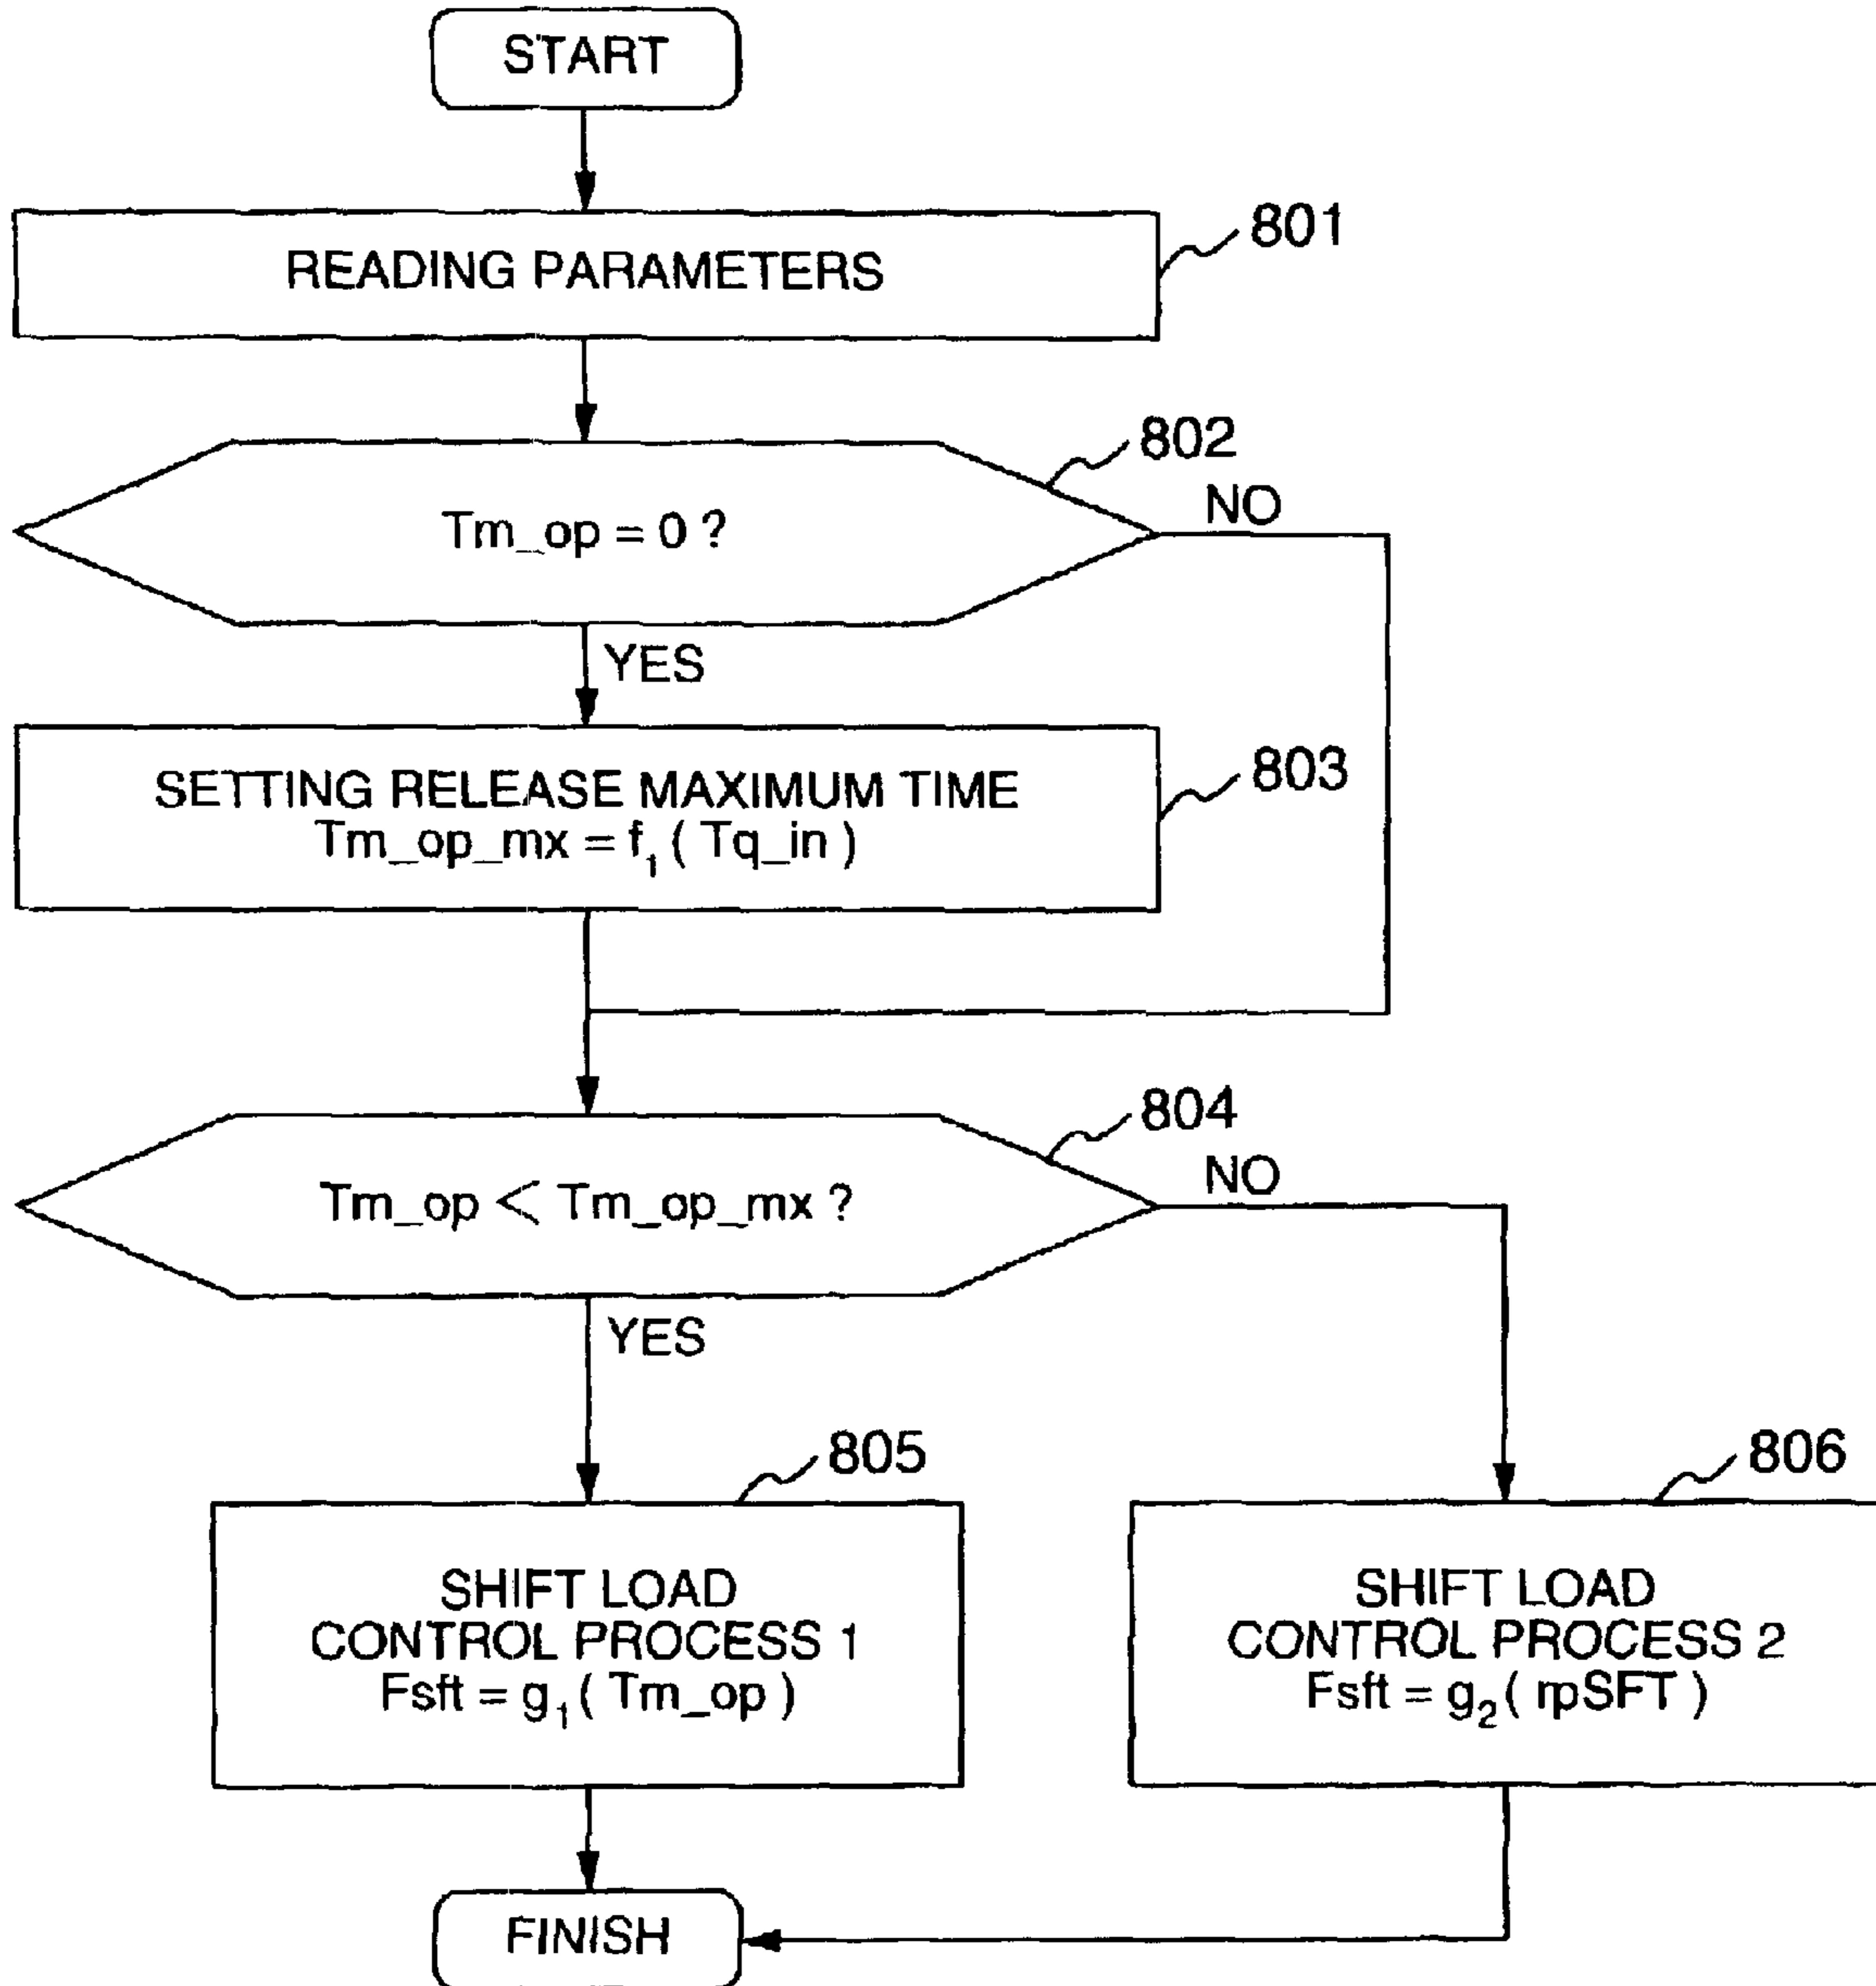 START
READING PARAMETERS
801
802
Tm_op = 0 ?
NO
YES
SETTING RELEASE MAXIMUM TIME
Tm_op_mx = f₁ ( Tq_in )
803
804
Tm_op < Tm_op_mx ?
NO
YES
805
SHIFT LOAD
CONTROL PROCESS 1
Fsft = g₁ ( Tm_op )
806
SHIFT LOAD
CONTROL PROCESS 2
Fsft = g₂ ( rpSFT )
FINISH